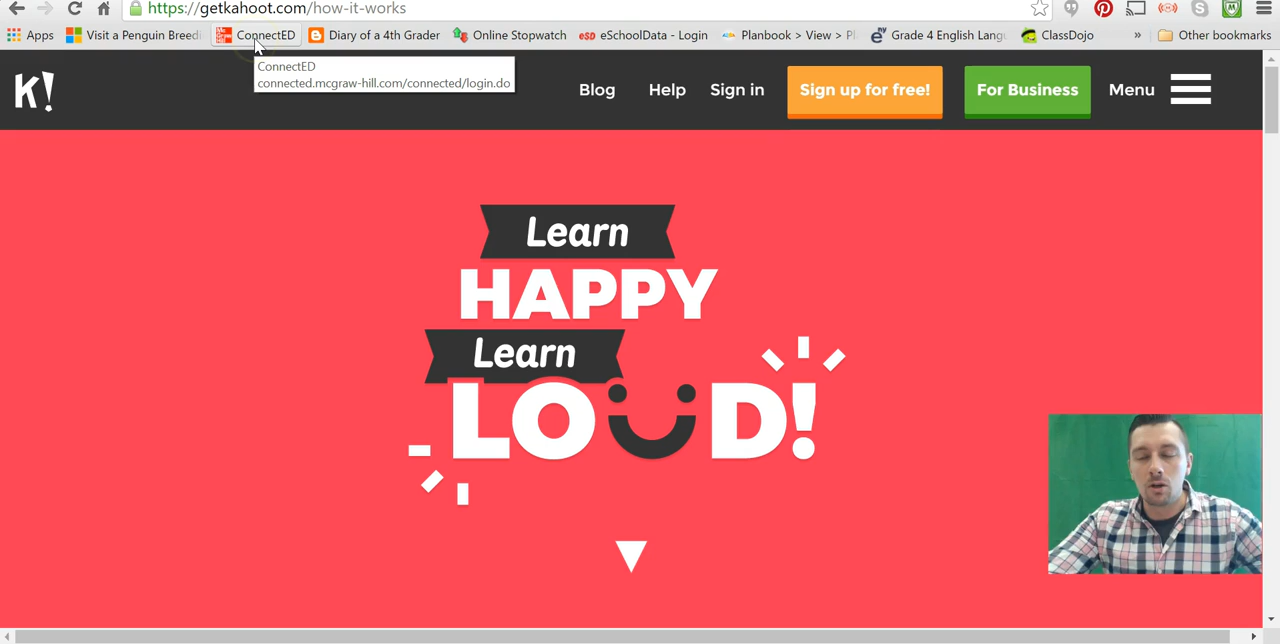 https://getkahoot.com/how-it-works
Apps Visit a Penguin Breedi ConnectED Diary of a 4th Grader Online Stopwatch eSD eSchoolData - Login Planbook > View > Pl Grade 4 English Langu ClassDojo » Other bookmarks
ConnectED
connected.mcgraw-hill.com/connected/login.do
K! Blog Help Sign in Sign up for free! For Business Menu
Learn
HAPPY
Learn
LOUD!